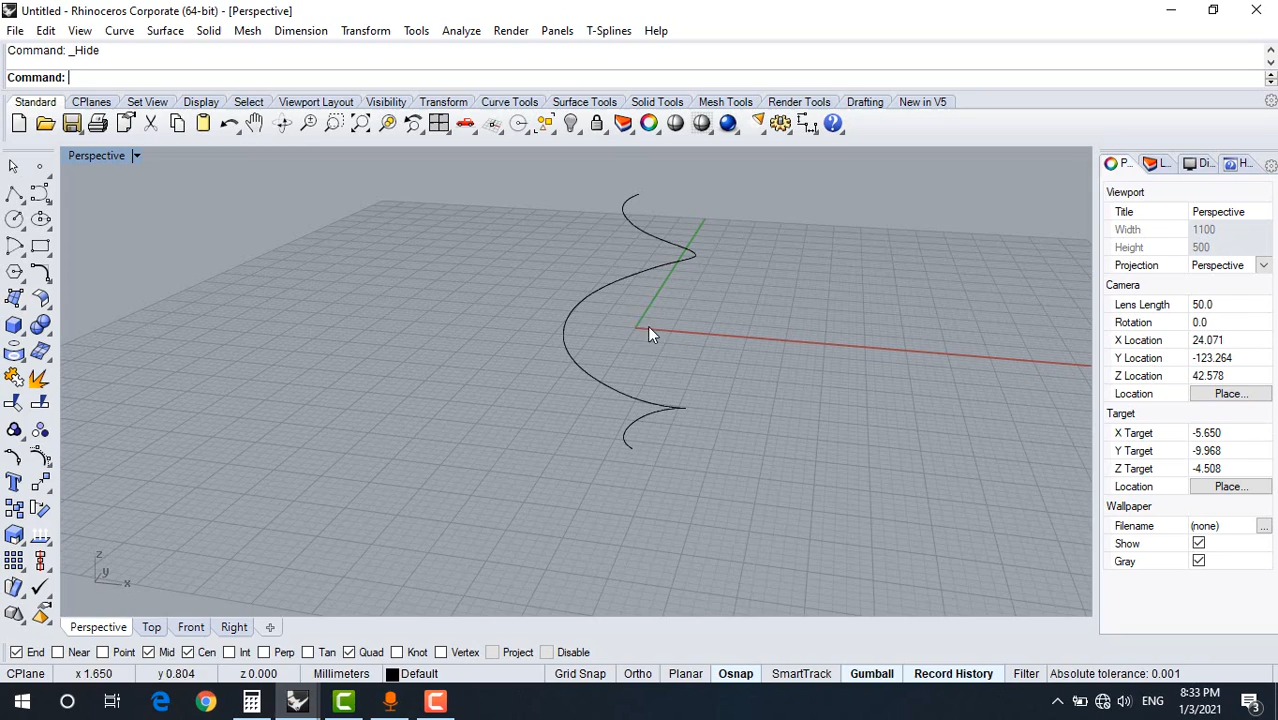 Untitled - Rhinoceros Corporate (64-bit) - [Perspective]
File Edit View Curve Surface Solid Mesh Dimension Transform Tools Analyze Render Panels T-Splines Help
Command: _Hide
Command:
Standard CPlanes Set View Display Select Viewport Layout Visibility Transform Curve Tools Surface Tools Solid Tools Mesh Tools Render Tools Drafting New in V5
Perspective
P... L... Di... H...
Viewport
Title Perspective
Width 1100
Height 500
Projection Perspective
Camera
Lens Length 50.0
Rotation 0.0
X Location 24.071
Y Location -123.264
Z Location 42.578
Location Place...
Target
X Target -5.650
Y Target -9.968
Z Target -4.508
Location Place...
Wallpaper
Filename (none) ...
Show
Gray
z
y
x
Perspective Top Front Right
End Near Point Mid Cen Int Perp Tan Quad Knot Vertex Project Disable
CPlane x 1.650 y 0.804 z 0.000 Millimeters Default Grid Snap Ortho Planar Osnap SmartTrack Gumball Record History Filter Absolute tolerance: 0.001
ENG
8:33 PM
1/3/2021
3